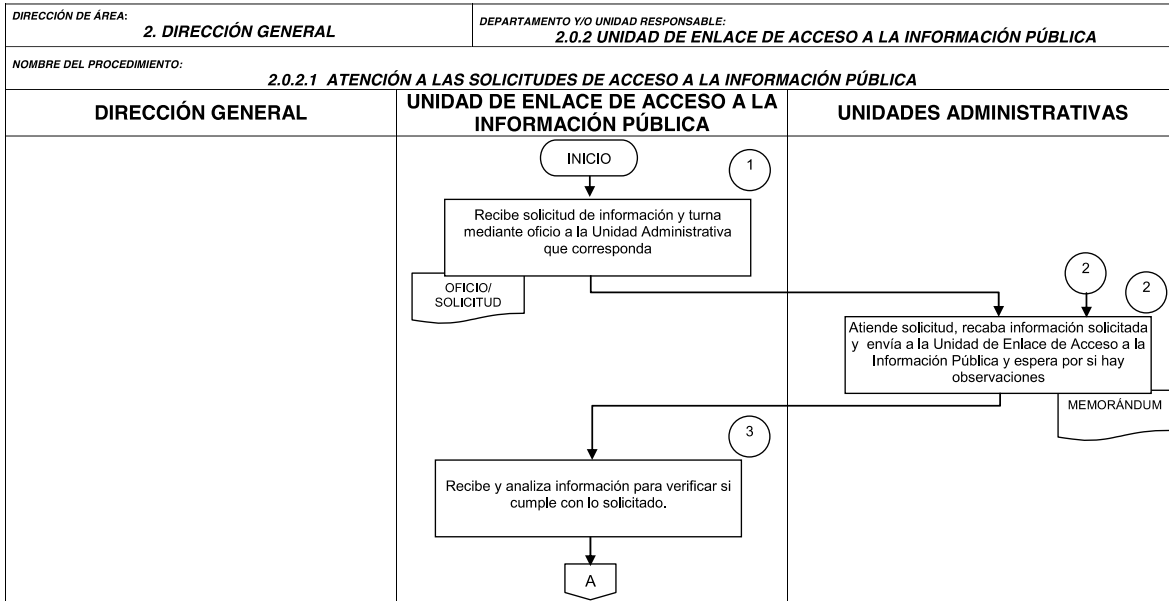 DIRECCIÓN DE ÁREA:
2. DIRECCIÓN GENERAL
DEPARTAMENTO Y/O UNIDAD RESPONSABLE:
2.0.2 UNIDAD DE ENLACE DE ACCESO A LA INFORMACIÓN PÚBLICA
NOMBRE DEL PROCEDIMIENTO:
2.0.2.1 ATENCIÓN A LAS SOLICITUDES DE ACCESO A LA INFORMACIÓN PÚBLICA
DIRECCIÓN GENERAL
UNIDAD DE ENLACE DE ACCESO A LA
INFORMACIÓN PÚBLICA
UNIDADES ADMINISTRATIVAS
INICIO
1
Recibe solicitud de información y turna
mediante oficio a la Unidad Administrativa
que corresponda
OFICIO/
SOLICITUD
2
2
Atiende solicitud, recaba información solicitada
y envía a la Unidad de Enlace de Acceso a la
Información Pública y espera por si hay
observaciones
MEMORÁNDUM
3
Recibe y analiza información para verificar si
cumple con lo solicitado.
A